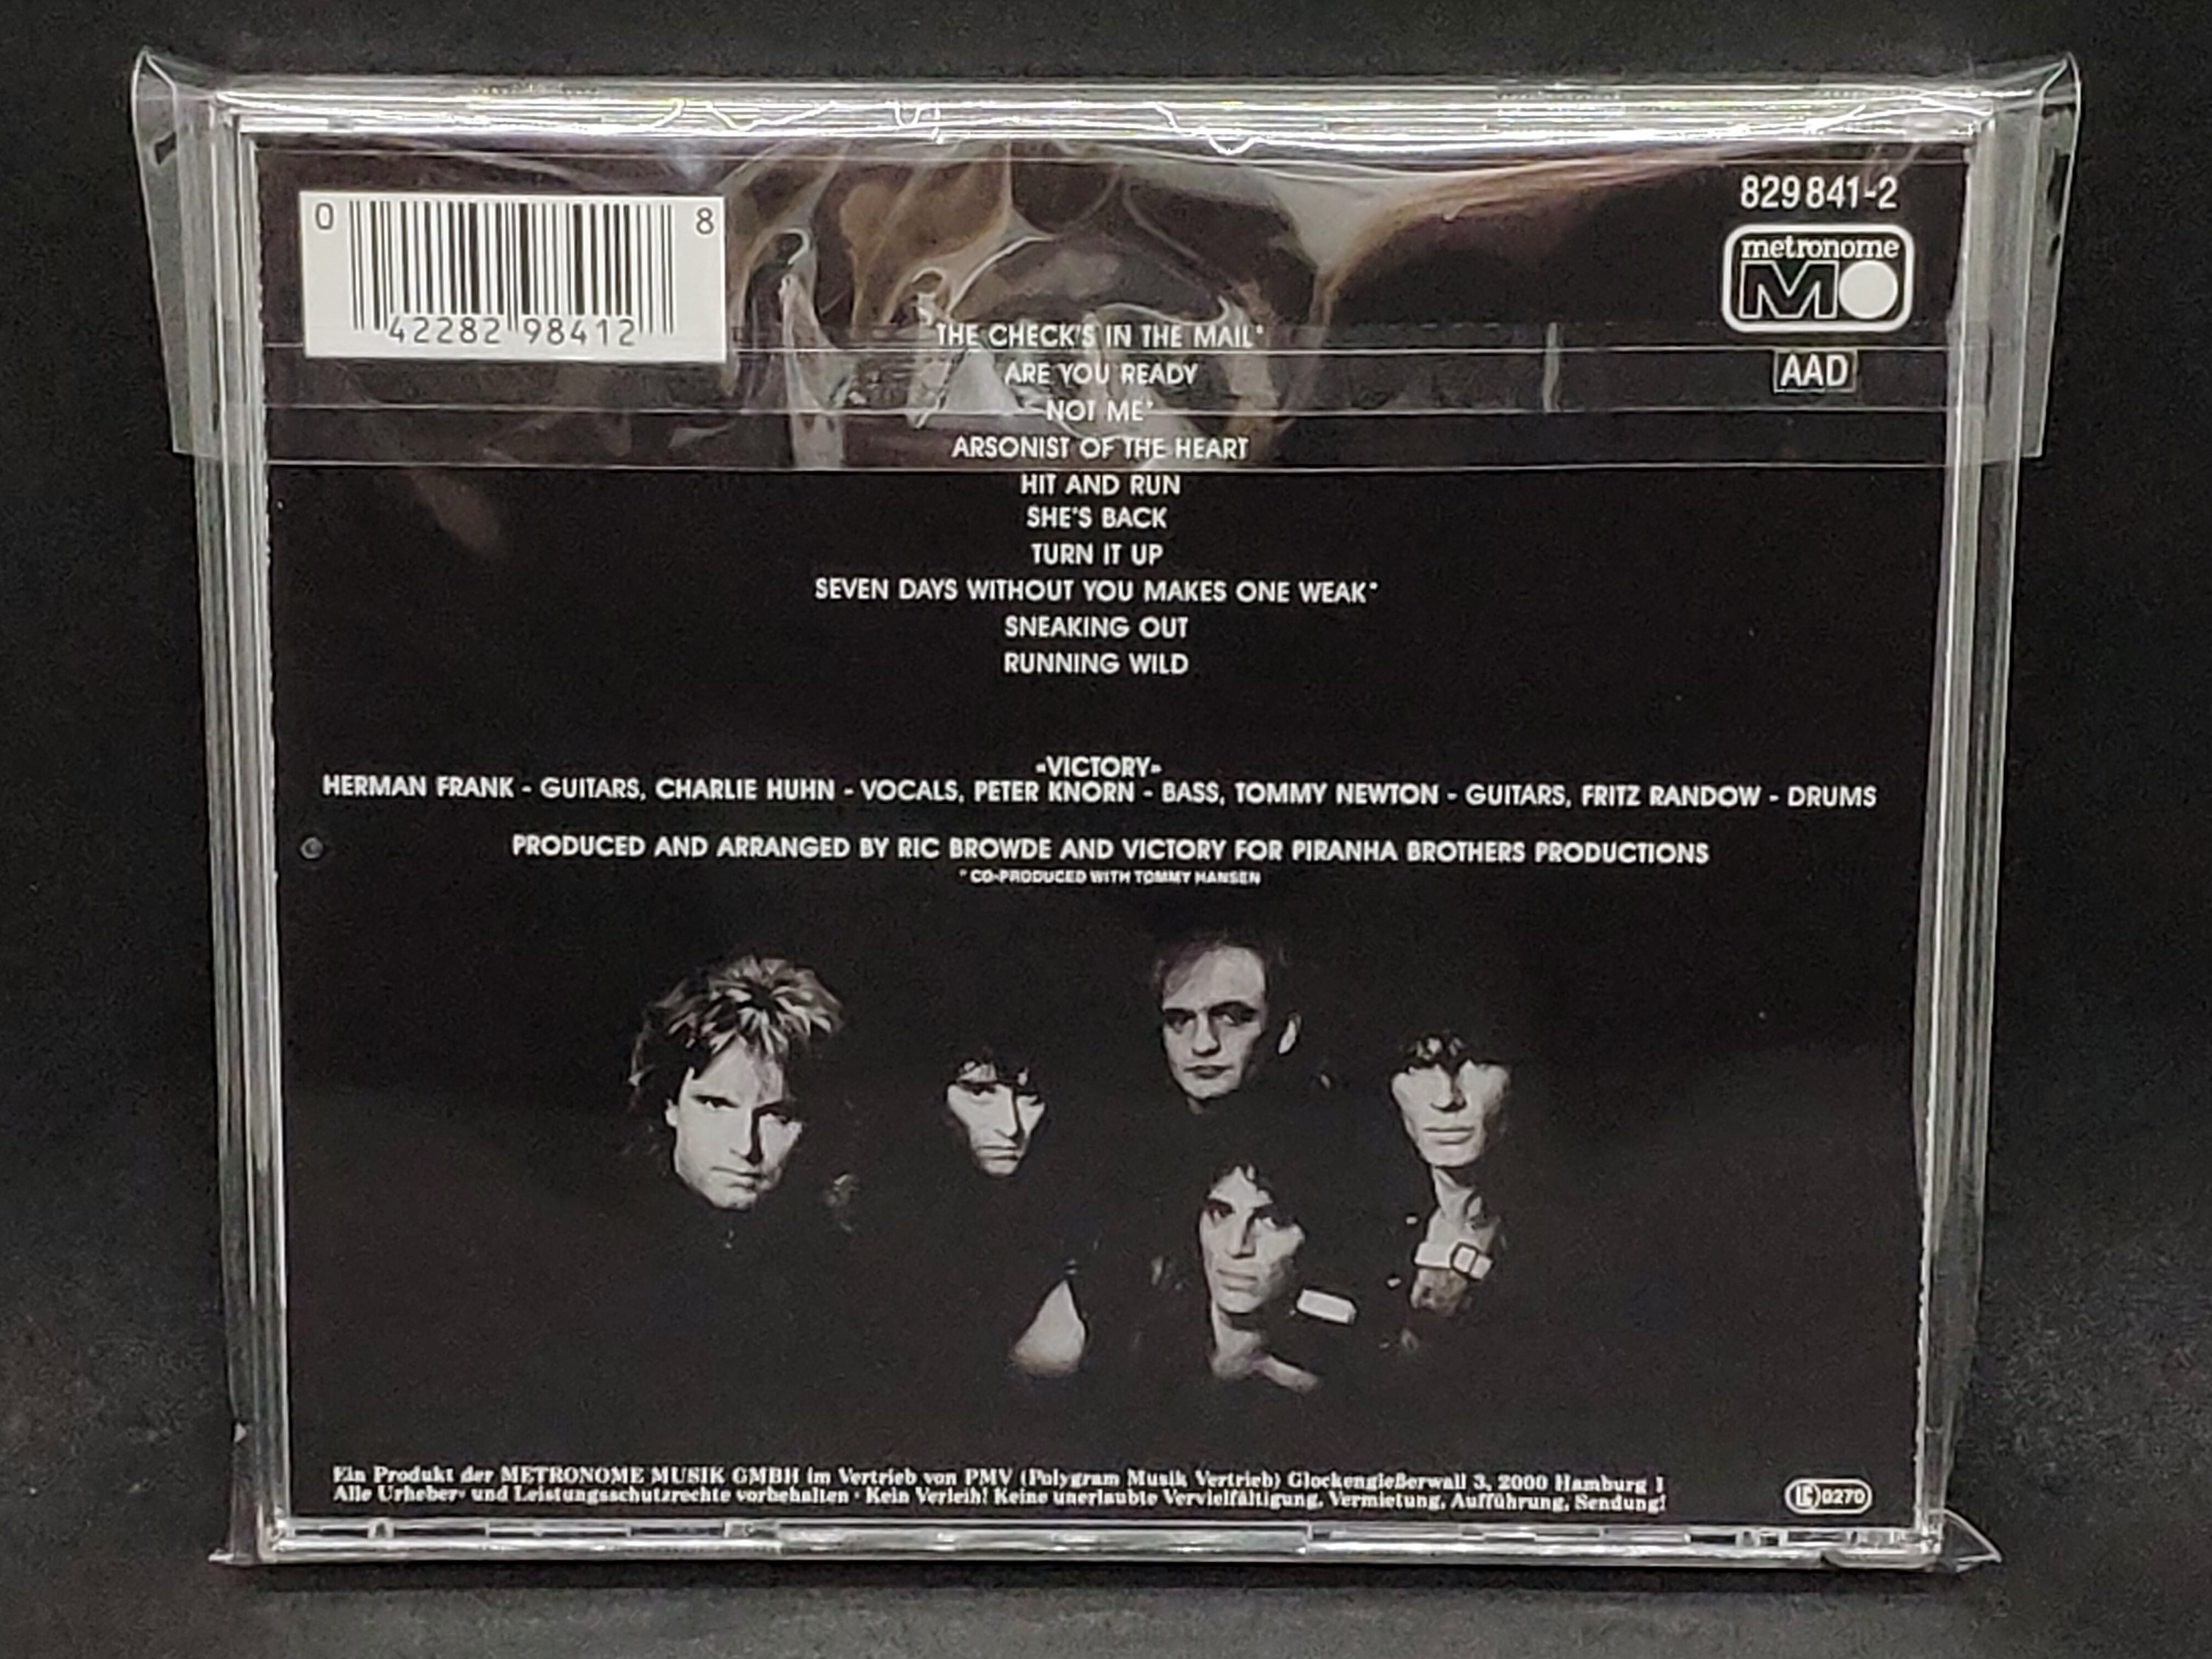 0 42282 98412 8
829 841-2
metronome
MO
AAD
THE CHECK'S IN THE MAIL*
ARE YOU READY
NOT ME*
ARSONIST OF THE HEART
HIT AND RUN
SHE'S BACK
TURN IT UP
SEVEN DAYS WITHOUT YOU MAKES ONE WEAK*
SNEAKING OUT
RUNNING WILD
«VICTORY»
HERMAN FRANK - GUITARS, CHARLIE HUHN - VOCALS, PETER KNORN - BASS, TOMMY NEWTON - GUITARS, FRITZ RANDOW - DRUMS
PRODUCED AND ARRANGED BY RIC BROWDE AND VICTORY FOR PIRANHA BROTHERS PRODUCTIONS
* CO-PRODUCED WITH TOMMY HANSEN
Ein Produkt der METRONOME MUSIK GMBH im Vertrieb von PMV (Polygram Musik Vertrieb) Glockengießerwall 3, 2000 Hamburg 1
Alle Urheber- und Leistungsschutzrechte vorbehalten · Kein Verleih! Keine unerlaubte Vervielfältigung, Vermietung, Aufführung, Sendung!
LC 0270